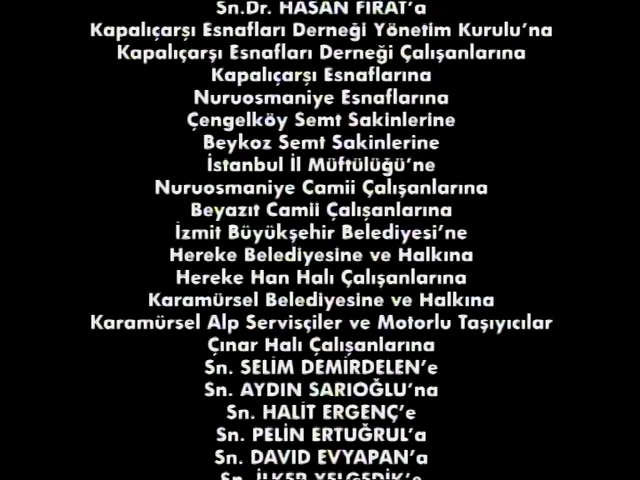 Sn.Dr. HASAN FIRAT'a
Kapalıçarşı Esnafları Derneği Yönetim Kurulu'na
Kapalıçarşı Esnafları Derneği Çalışanlarına
Kapalıçarşı Esnaflarına
Nuruosmaniye Esnaflarına
Çengelköy Semt Sakinlerine
Beykoz Semt Sakinlerine
İstanbul İl Müftülüğü'ne
Nuruosmaniye Camii Çalışanlarına
Beyazıt Camii Çalışanlarına
İzmit Büyükşehir Belediyesi'ne
Hereke Belediyesine ve Halkına
Hereke Han Halı Çalışanlarına
Karamürsel Belediyesine ve Halkına
Karamürsel Alp Servisçiler ve Motorlu Taşıyıcılar
Çınar Halı Çalışanlarına
Sn. SELİM DEMİRDELEN'e
Sn. AYDIN SARIOĞLU'na
Sn. HALİT ERGENÇ'e
Sn. PELİN ERTUĞRUL'a
Sn. DAVID EVYAPAN'a
Sn. İLKER YELGEDİK'e